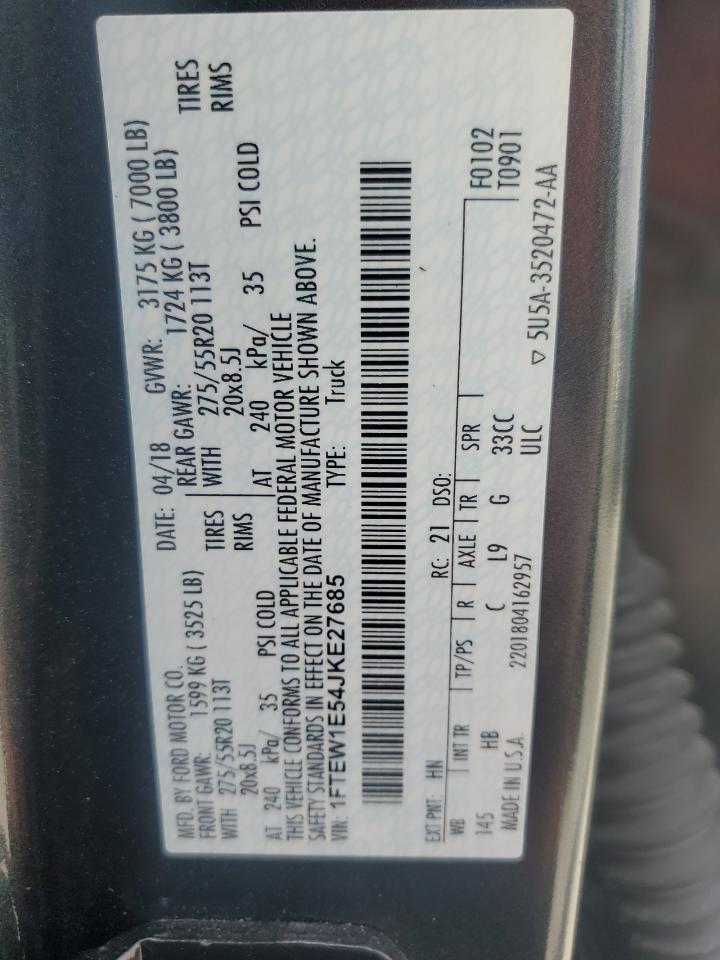 MFD. BY FORD MOTOR CO. DATE: 04/18 GVWR: 3175 KG ( 7000 LB)
FRONT GAWR: 1599 KG ( 3525 LB) REAR GAWR: 1724 KG ( 3800 LB)
WITH 275/55R20 113T TIRES WITH 275/55R20 113T TIRES
20x8.5J RIMS 20x8.5J RIMS
AT 240 kPa/ 35 PSI COLD AT 240 kPa/ 35 PSI COLD
THIS VEHICLE CONFORMS TO ALL APPLICABLE FEDERAL MOTOR VEHICLE
SAFETY STANDARDS IN EFFECT ON THE DATE OF MANUFACTURE SHOWN ABOVE.
VIN: 1FTEW1E54JKE27685 TYPE: Truck
EXT PNT: HN RC: 21 DSO:
WB INT TR TP/PS R AXLE TR SPR F0102
145 HB C L9 G 33CC T0901
ULC
MADE IN U.S.A. 2201804162957 ▽ 5U5A-3520472-AA